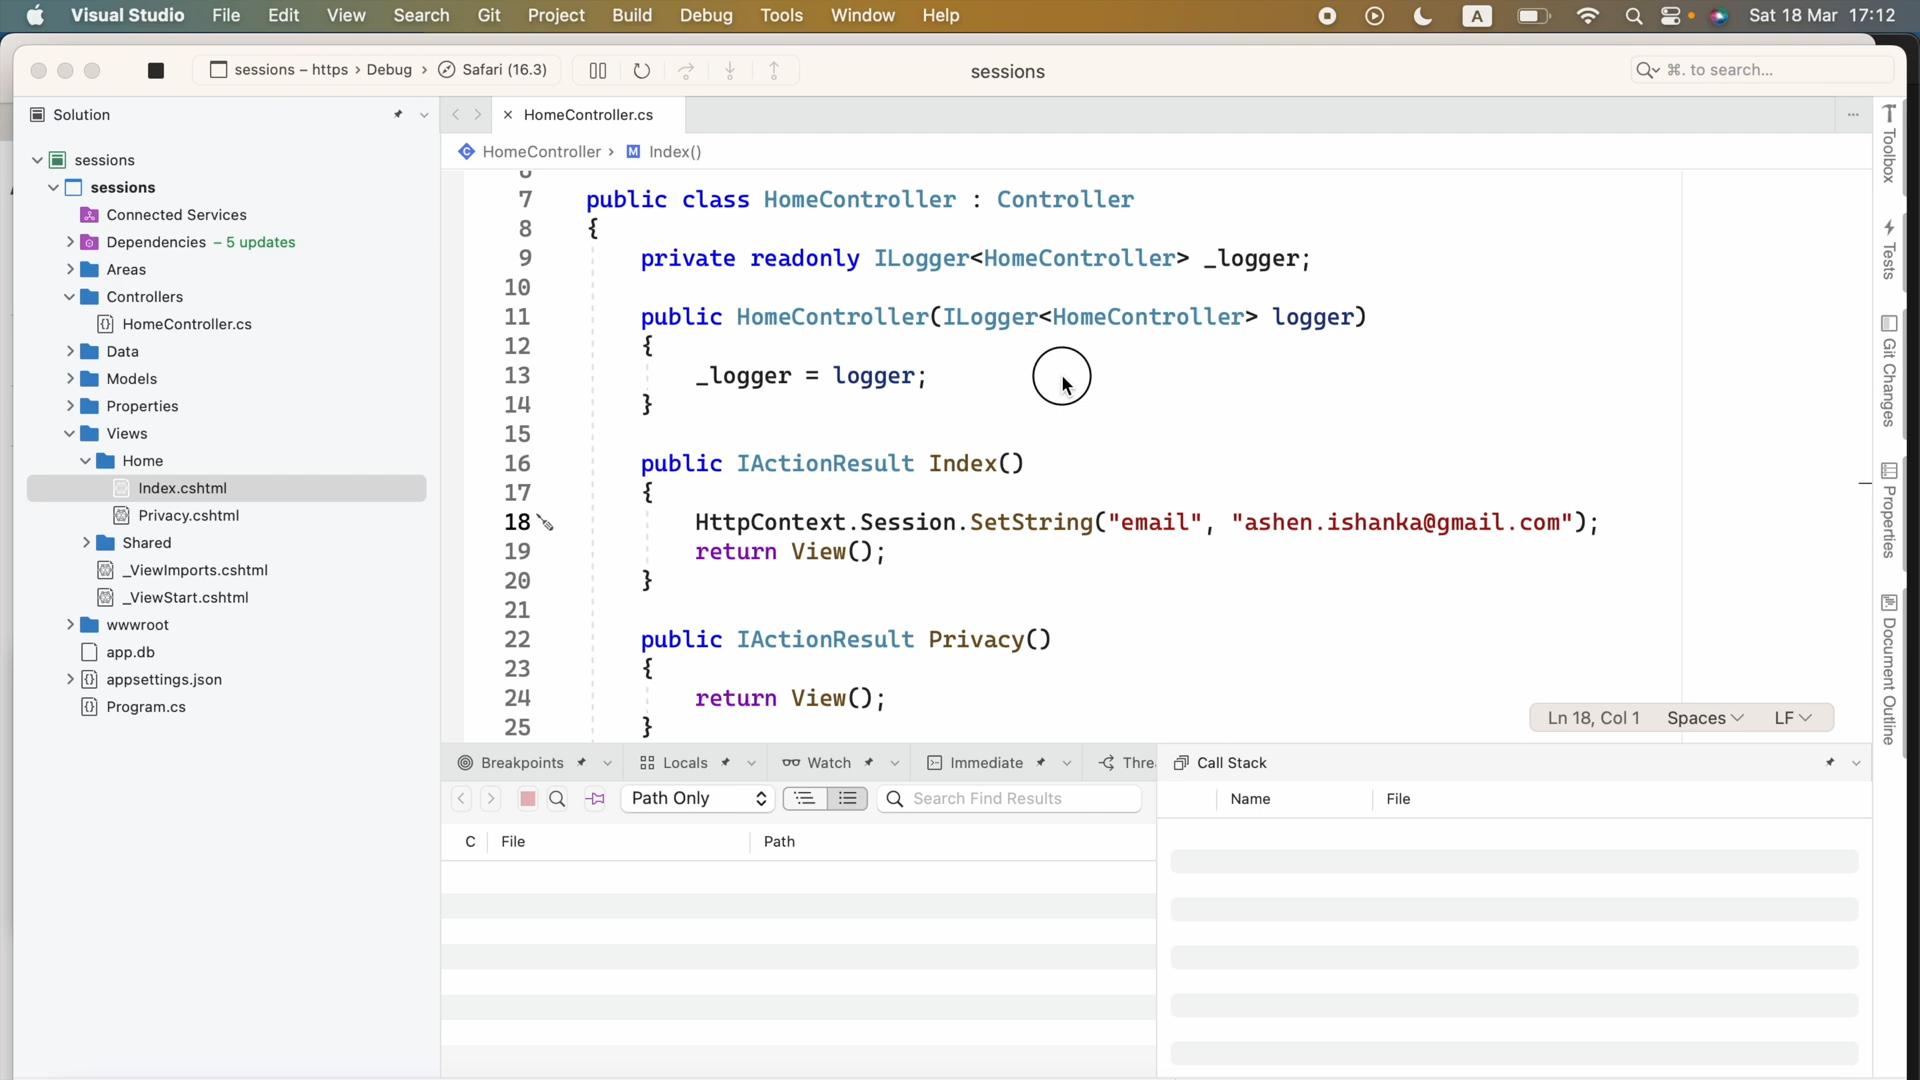 Visual Studio File Edit View Search Git Project Build Debug Tools Window Help
A
Sat 18 Mar 17:12
sessions – https › Debug › Safari (16.3)
sessions
⌘. to search...
Solution
sessions
sessions
Connected Services
Dependencies – 5 updates
Areas
Controllers
HomeController.cs
Data
Models
Properties
Views
Home
Index.cshtml
Privacy.cshtml
Shared
_ViewImports.cshtml
_ViewStart.cshtml
wwwroot
app.db
appsettings.json
Program.cs
HomeController.cs
HomeController › M Index()
7 public class HomeController : Controller
8 {
9 private readonly ILogger<HomeController> _logger;
10
11 public HomeController(ILogger<HomeController> logger)
12 {
13 _logger = logger;
14 }
15
16 public IActionResult Index()
17 {
18 HttpContext.Session.SetString("email", "ashen.ishanka@gmail.com");
19 return View();
20 }
21
22 public IActionResult Privacy()
23 {
24 return View();
25 }
Ln 18, Col 1 Spaces LF
Breakpoints Locals Watch Immediate Thre
Path Only
Search Find Results
C File Path
Call Stack
Name File
Toolbox
Tests
Git Changes
Properties
Document Outline